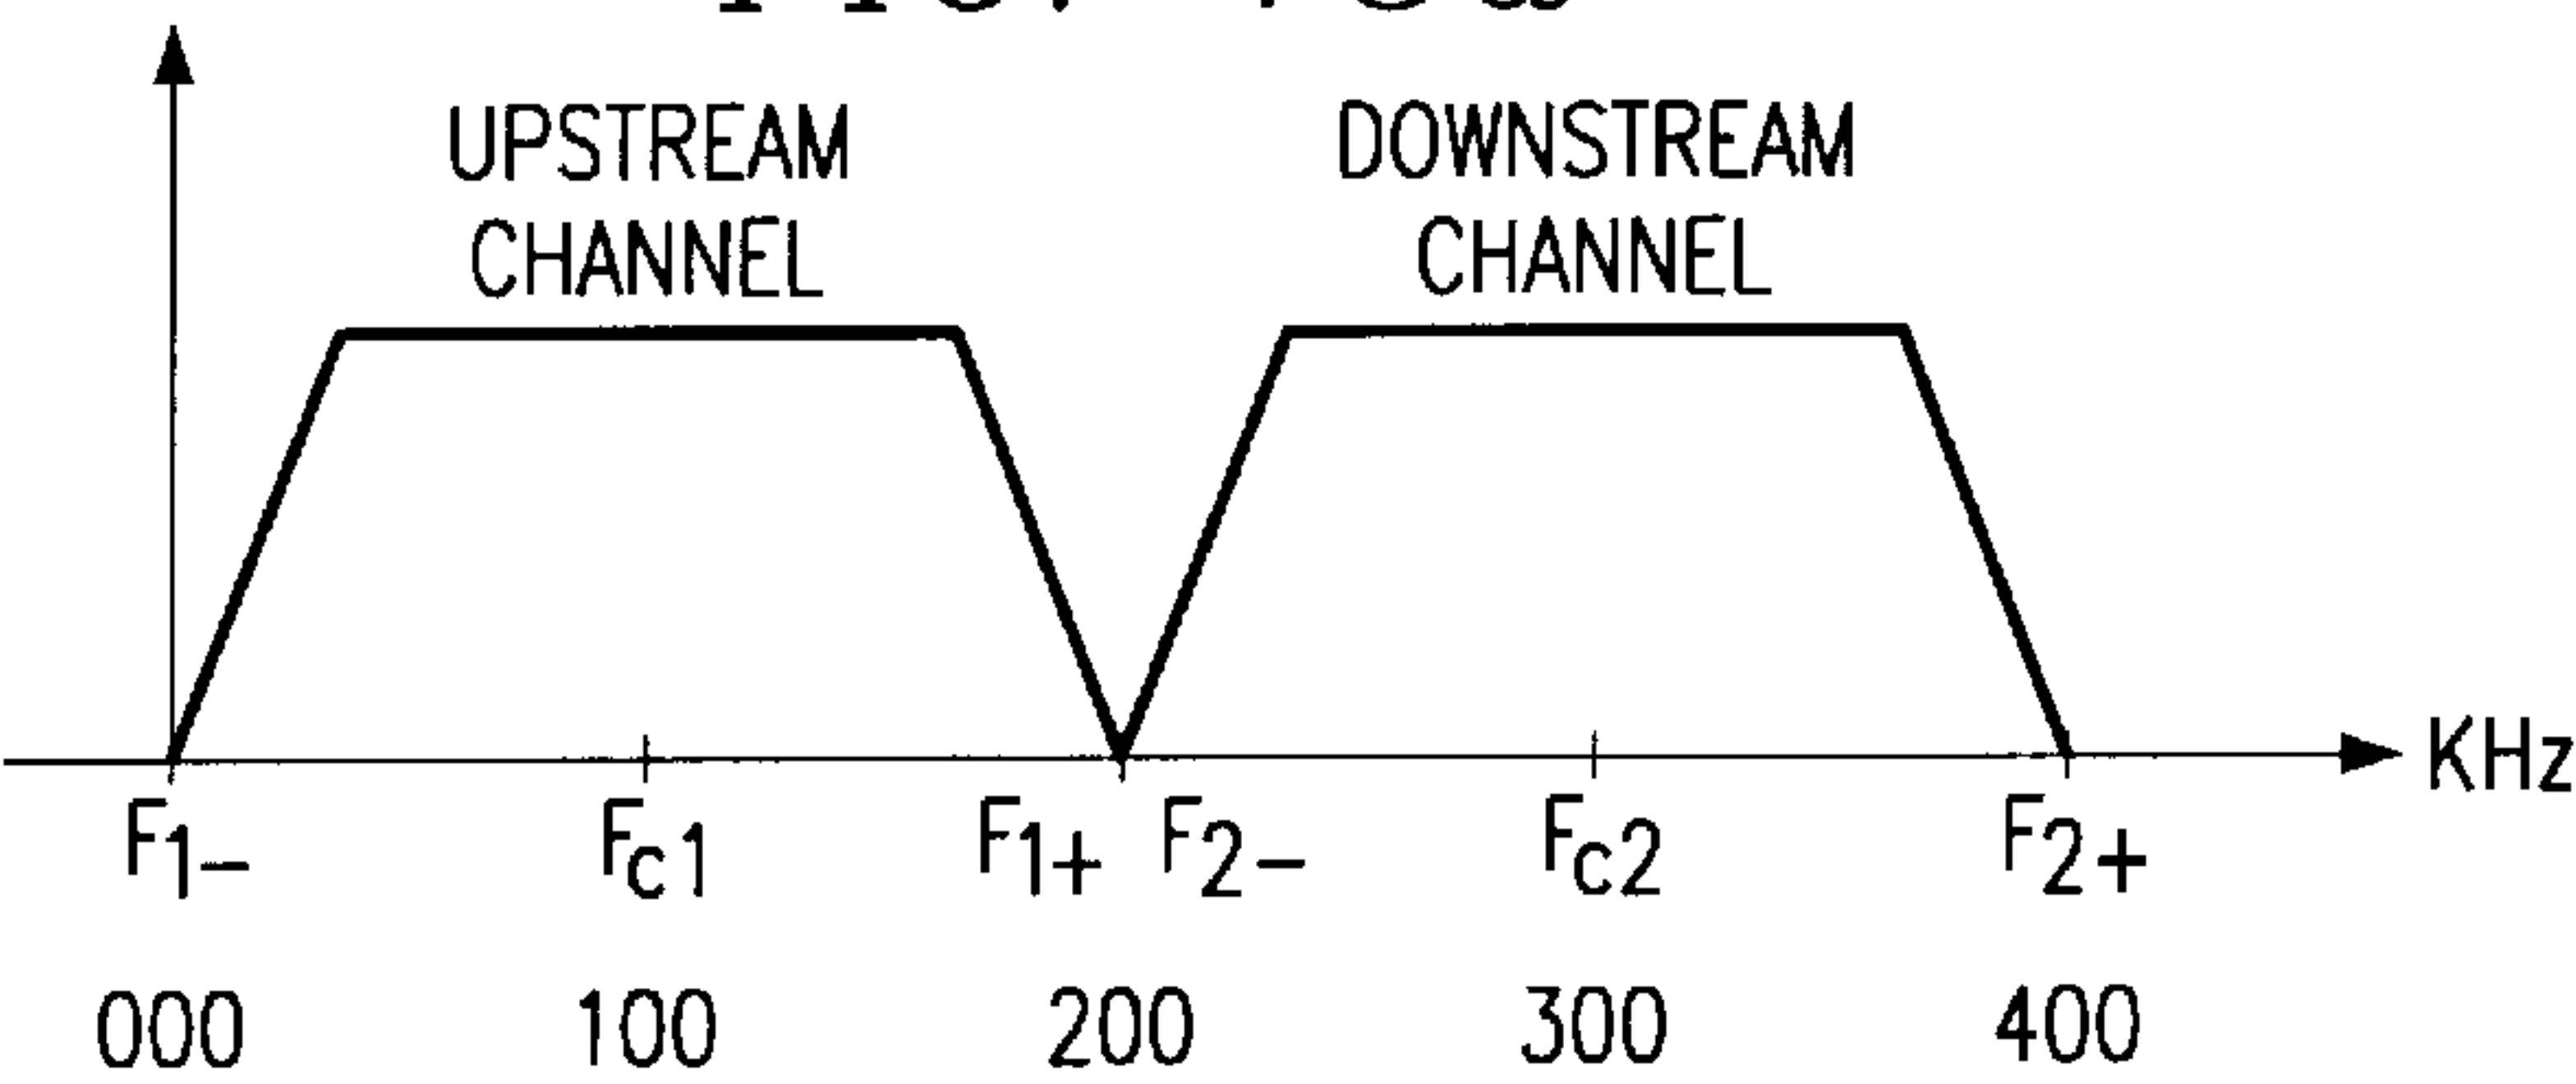 UPSTREAM DOWNSTREAM
CHANNEL CHANNEL
KHz
F1- Fc1 F1+ F2- Fc2 F2+
000 100 200 300 400